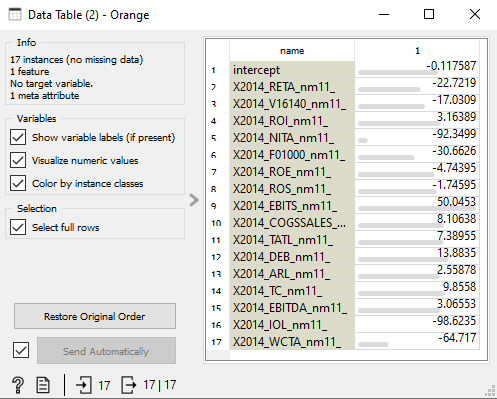 Data Table (2) - Orange
Info
17 instances (no missing data)
1 feature
No target variable.
1 meta attribute
Variables
Show variable labels (if present)
Visualize numeric values
Color by instance classes
Selection
Select full rows
Restore Original Order
Send Automatically
? 17 17 | 17
name 1
1 intercept -0.117587
2 X2014_RETA_nm11_ -22.7219
3 X2014_V16140_nm11_ -17.0309
4 X2014_ROI_nm11_ 3.16389
5 X2014_NITA_nm11_ -92.3499
6 X2014_F01000_nm11_ -30.6626
7 X2014_ROE_nm11_ -4.74395
8 X2014_ROS_nm11_ -1.74595
9 X2014_EBITS_nm11_ 50.0453
10 X2014_COGSSALES_... 8.10638
11 X2014_TATL_nm11_ 7.38955
12 X2014_DEB_nm11_ 13.8835
13 X2014_ARL_nm11_ 2.55878
14 X2014_TC_nm11_ 9.8558
15 X2014_EBITDA_nm11_ 3.06553
16 X2014_IOL_nm11_ -98.6235
17 X2014_WCTA_nm11_ -64.717